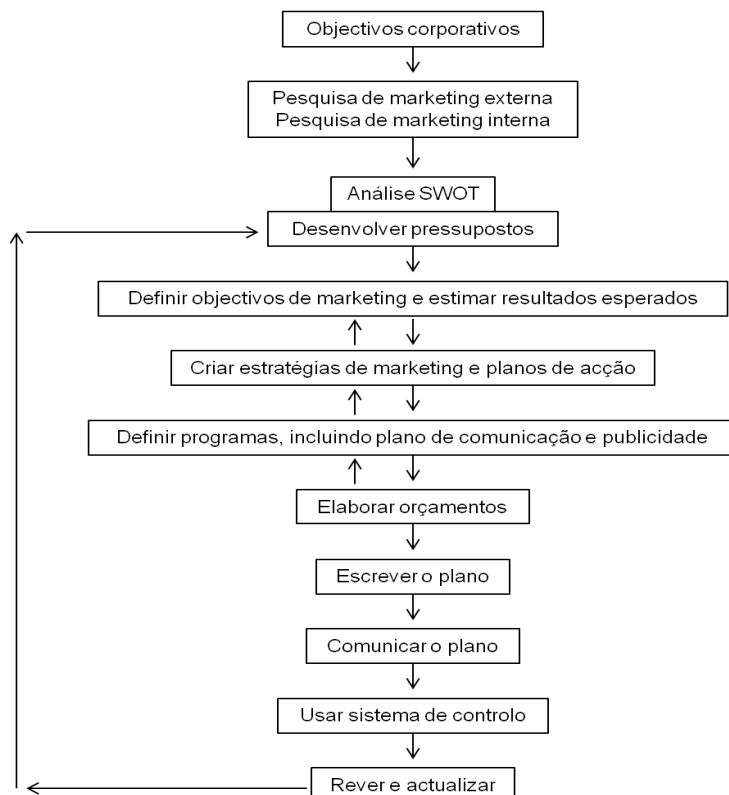 Objectivos corporativos
Pesquisa de marketing externa
Pesquisa de marketing interna
Análise SWOT
Desenvolver pressupostos
Definir objectivos de marketing e estimar resultados esperados
Criar estratégias de marketing e planos de acção
Definir programas, incluindo plano de comunicação e publicidade
Elaborar orçamentos
Escrever o plano
Comunicar o plano
Usar sistema de controlo
Rever e actualizar